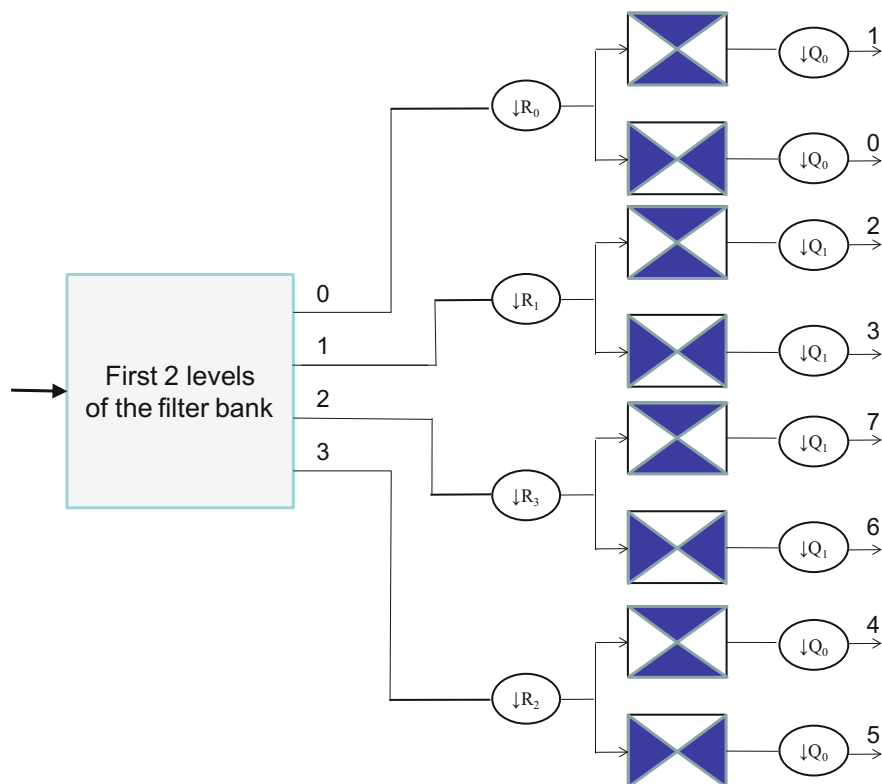 1
↓Q₀
↓R₀
0
↓Q₀
2
↓Q₁
0
↓R₁
3
1
↓Q₁
First 2 levels
of the filter bank
2
7
↓Q₁
3
↓R₃
6
↓Q₁
4
↓Q₀
↓R₂
5
↓Q₀